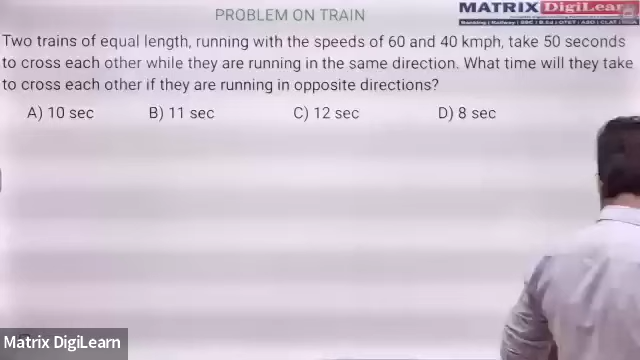 PROBLEM ON TRAIN
MATRIX DigiLearn
Two trains of equal length, running with the speeds of 60 and 40 kmph, take 50 seconds
to cross each other while they are running in the same direction. What time will they take
to cross each other if they are running in opposite directions?
A) 10 sec B) 11 sec C) 12 sec D) 8 sec
Matrix DigiLearn